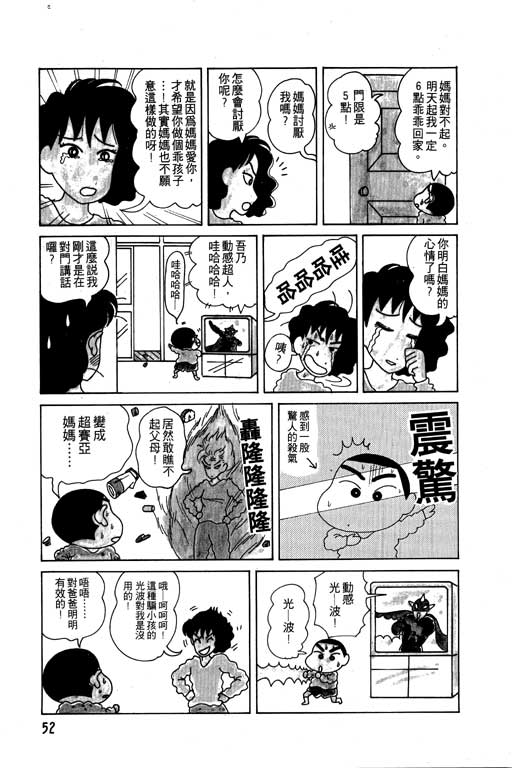 媽媽對不起。
明天起我一定
6點乖乖回家。
門限是
5點！
媽媽討厭
我嗎？
怎麼會討厭
你呢？
就是因爲媽媽愛你，
才希望你做個乖孩子
…！其實媽媽也不願
意這樣做的呀！
你明白媽媽的
心情了嗎？
哇哈哈哈
咦？
吾乃
動感超人，
哇哈哈哈！
哇哈哈哈…
這麼說我
剛才是在
對門講話
囉？
震驚
感到一股
驚人的殺氣
轟隆隆隆隆
居然敢瞧不
起父母！
變成
超賽亞
媽媽……
動感
光—波！
光—波！
哦—呵呵呵！
這種騙小孩的
光波對我是沒
用的！
唔唔……
對爸爸明明
有效的！
52